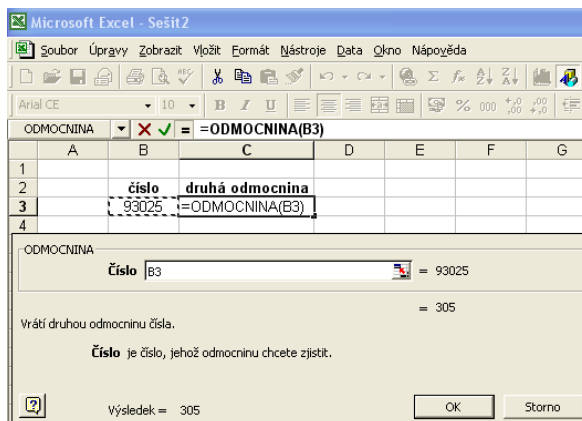 Microsoft Excel - Sešit2
Soubor Úpravy Zobrazit Vložit Formát Nástroje Data Okno Nápověda
Arial CE 10 B I U % 000
ODMOCNINA = =ODMOCNINA(B3)
A B C D E F G
1
2 číslo druhá odmocnina
3 93025 =ODMOCNINA(B3)
4
ODMOCNINA
Číslo B3 = 93025
= 305
Vrátí druhou odmocninu čísla.
Číslo je číslo, jehož odmocninu chcete zjistit.
Výsledek = 305 OK Storno